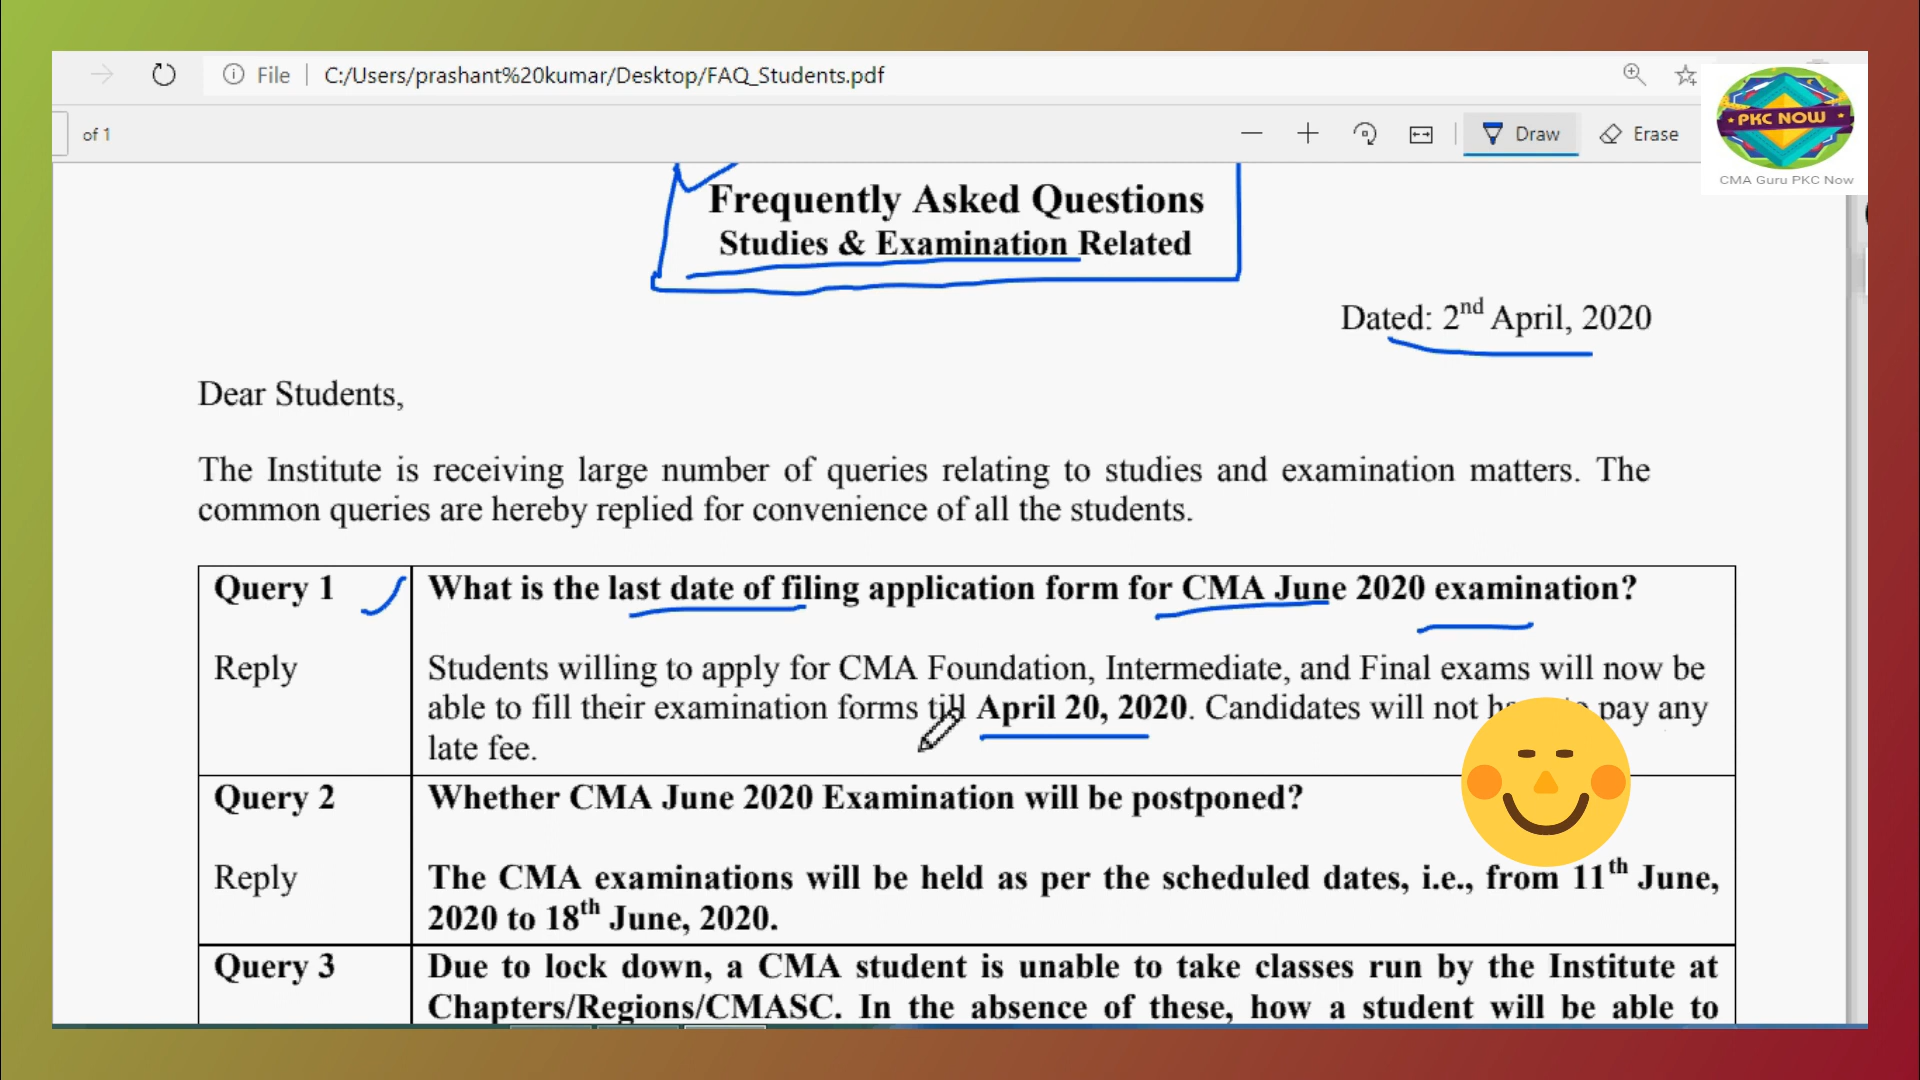 File
C:/Users/prashant%20kumar/Desktop/FAQ_Students.pdf
of 1
Draw
Erase
PKC NOW
CMA Guru PKC Now
Frequently Asked Questions
Studies & Examination Related
Dated: 2nd April, 2020
Dear Students,
The Institute is receiving large number of queries relating to studies and examination matters. The
common queries are hereby replied for convenience of all the students.
Query 1 What is the last date of filing application form for CMA June 2020 examination?
Reply Students willing to apply for CMA Foundation, Intermediate, and Final exams will now be
able to fill their examination forms till April 20, 2020. Candidates will not pay any
late fee.
Query 2 Whether CMA June 2020 Examination will be postponed?
Reply The CMA examinations will be held as per the scheduled dates, i.e., from 11th June,
2020 to 18th June, 2020.
Query 3 Due to lock down, a CMA student is unable to take classes run by the Institute at
Chapters/Regions/CMASC. In the absence of these, how a student will be able to